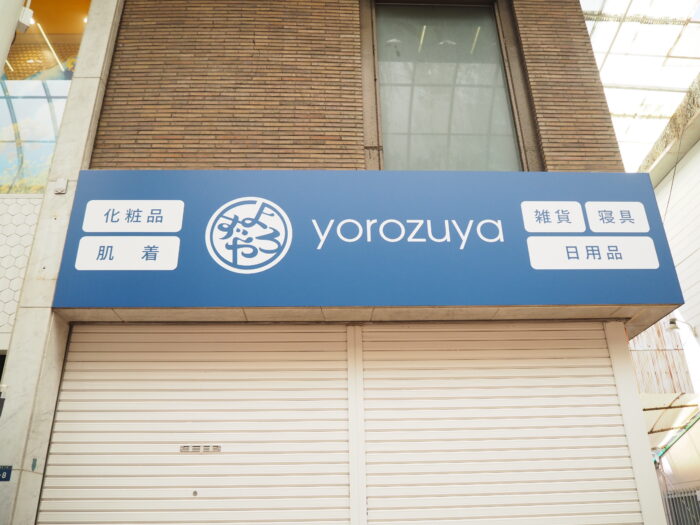 化粧品
肌 着
よろずや
yorozuya
雑貨
寝具
日用品